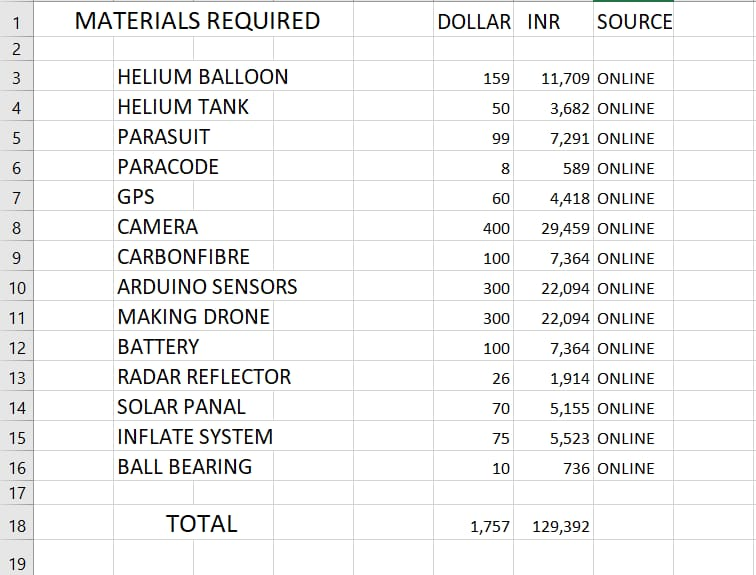 1 MATERIALS REQUIRED DOLLAR INR SOURCE
2
3 HELIUM BALLOON 159 11,709 ONLINE
4 HELIUM TANK 50 3,682 ONLINE
5 PARASUIT 99 7,291 ONLINE
6 PARACODE 8 589 ONLINE
7 GPS 60 4,418 ONLINE
8 CAMERA 400 29,459 ONLINE
9 CARBONFIBRE 100 7,364 ONLINE
10 ARDUINO SENSORS 300 22,094 ONLINE
11 MAKING DRONE 300 22,094 ONLINE
12 BATTERY 100 7,364 ONLINE
13 RADAR REFLECTOR 26 1,914 ONLINE
14 SOLAR PANAL 70 5,155 ONLINE
15 INFLATE SYSTEM 75 5,523 ONLINE
16 BALL BEARING 10 736 ONLINE
17
18 TOTAL 1,757 129,392
19